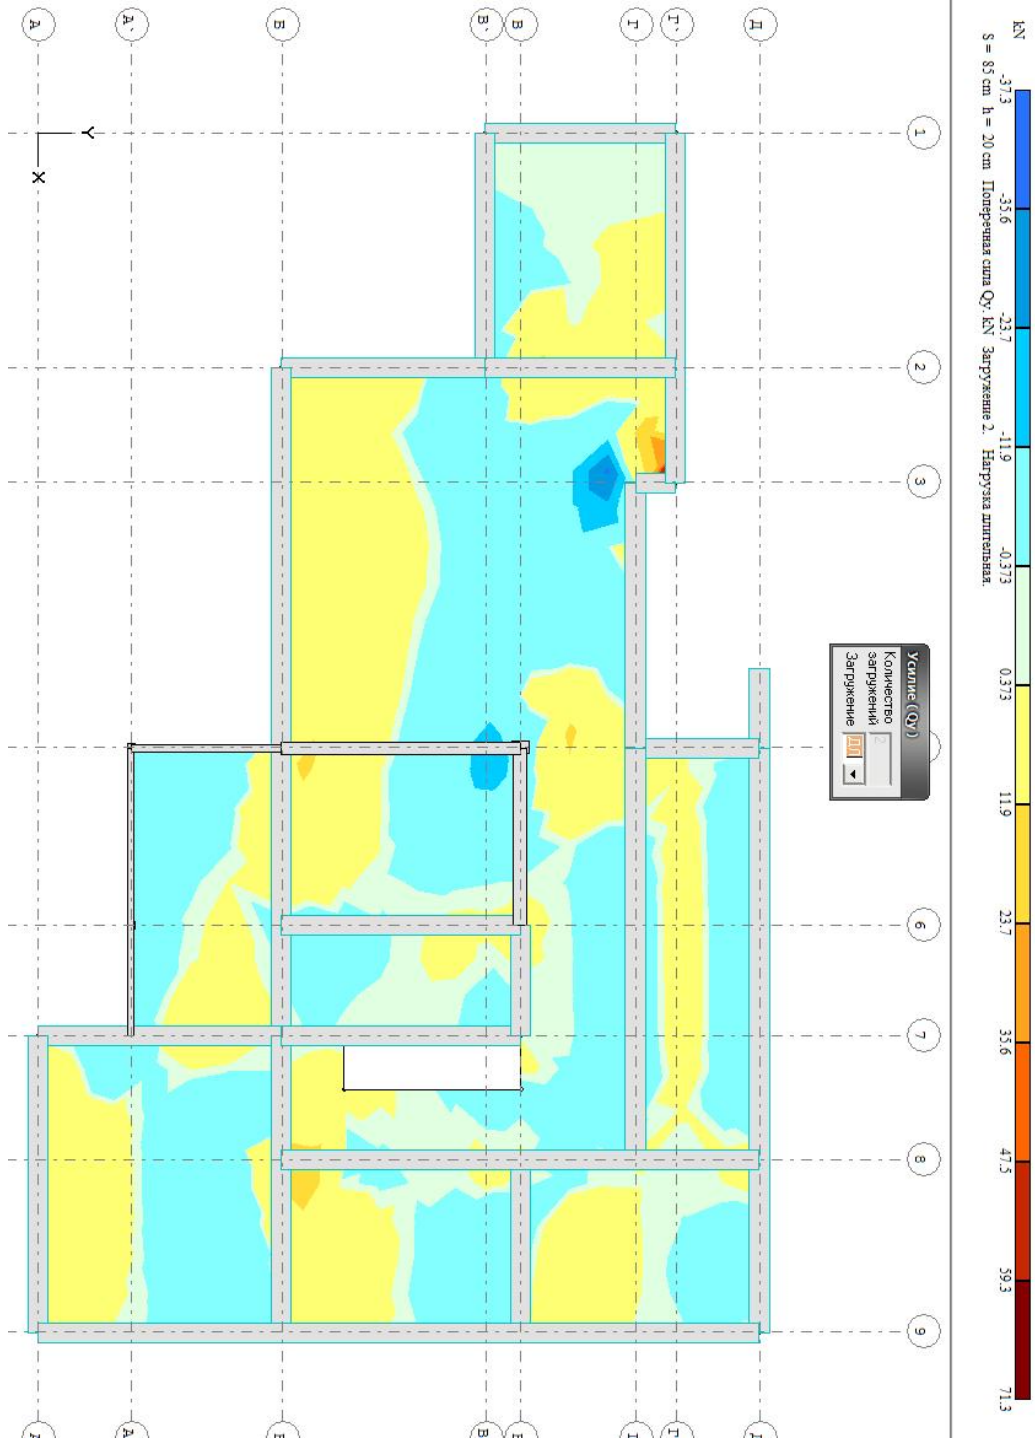 kN
-37.3 -35.6 -23.7 -11.9 -0.373 0.373 11.9 23.7 35.6 47.5 59.3 71.3
S = 85 cm h = 20 cm Поперечная сила Qy. kN Загружение 2. Нагрузка длительная.
Усилие ( Qy )
Количество
загружений 2
Загружение
Д
Г`
Г
В
В`
Б
А`
А
1
2
3
6
7
8
9
Y
X